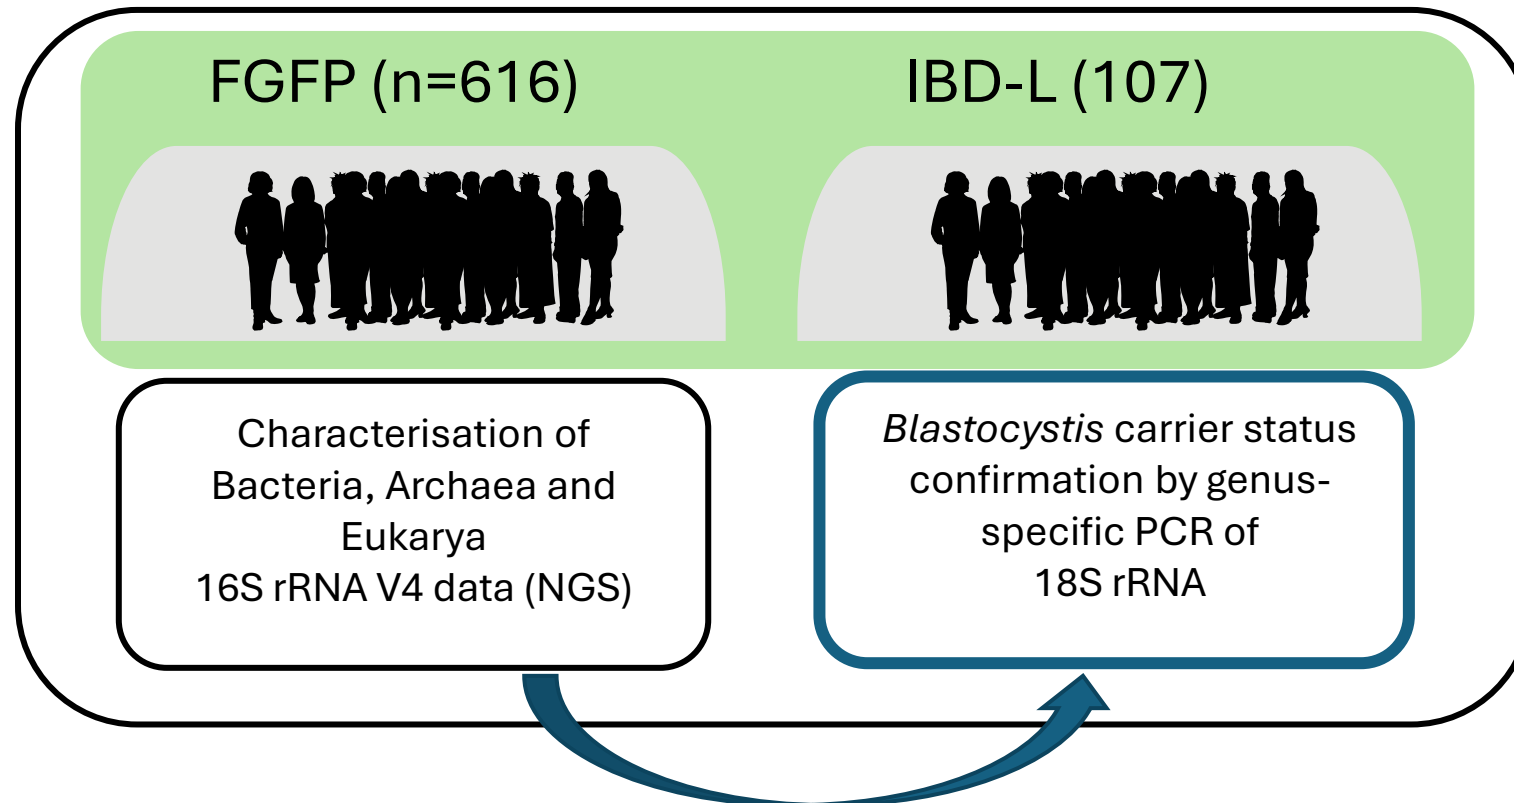 FGFP (n=616)
IBD-L (107)
Characterisation of
Bacteria, Archaea and
Eukarya
16S rRNA V4 data (NGS)
Blastocystis carrier status
confirmation by genus-
specific PCR of
18S rRNA